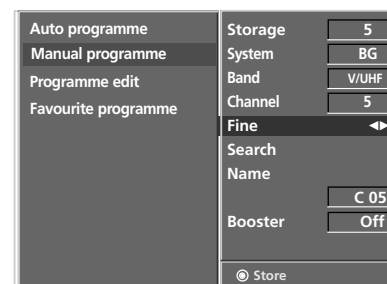 Auto programme
Manual programme
Programme edit
Favourite programme
Storage 5
System BG
Band V/UHF
Channel 5
Fine ◀▶
Search
Name
C 05
Booster Off
◉ Store